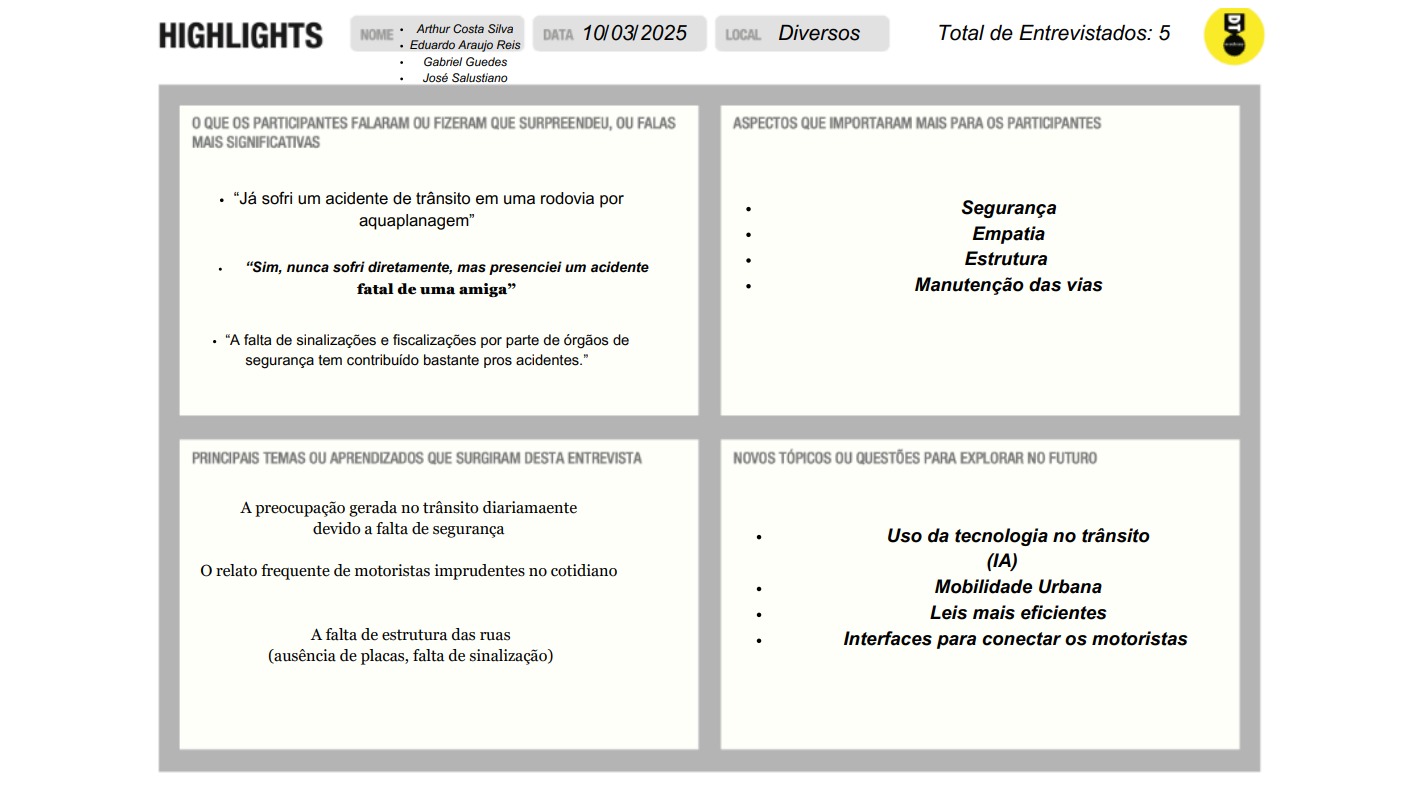 HIGHLIGHTS
NOME
• Arthur Costa Silva
• Eduardo Araujo Reis
• Gabriel Guedes
• José Salustiano
DATA 10/03/2025
LOCAL Diversos
Total de Entrevistados: 5
DT
O QUE OS PARTICIPANTES FALARAM OU FIZERAM QUE SURPREENDEU, OU FALAS
MAIS SIGNIFICATIVAS
• “Já sofri um acidente de trânsito em uma rodovia por
aquaplanagem”
• “Sim, nunca sofri diretamente, mas presenciei um acidente
fatal de uma amiga”
• “A falta de sinalizações e fiscalizações por parte de órgãos de
segurança tem contribuído bastante pros acidentes.”
ASPECTOS QUE IMPORTARAM MAIS PARA OS PARTICIPANTES
• Segurança
• Empatia
• Estrutura
• Manutenção das vias
PRINCIPAIS TEMAS OU APRENDIZADOS QUE SURGIRAM DESTA ENTREVISTA
A preocupação gerada no trânsito diariamaente
devido a falta de segurança
O relato frequente de motoristas imprudentes no cotidiano
A falta de estrutura das ruas
(ausência de placas, falta de sinalização)
NOVOS TÓPICOS OU QUESTÕES PARA EXPLORAR NO FUTURO
• Uso da tecnologia no trânsito
(IA)
• Mobilidade Urbana
• Leis mais eficientes
• Interfaces para conectar os motoristas